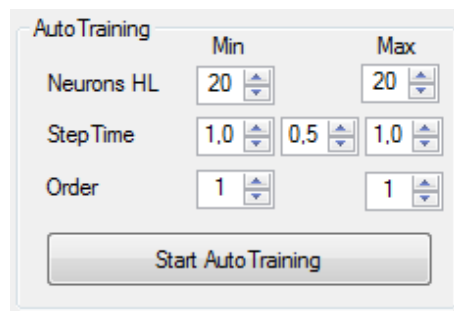 AutoTraining
Min Max
Neurons HL 20 20
StepTime 1,0 0,5 1,0
Order 1 1
Start AutoTraining